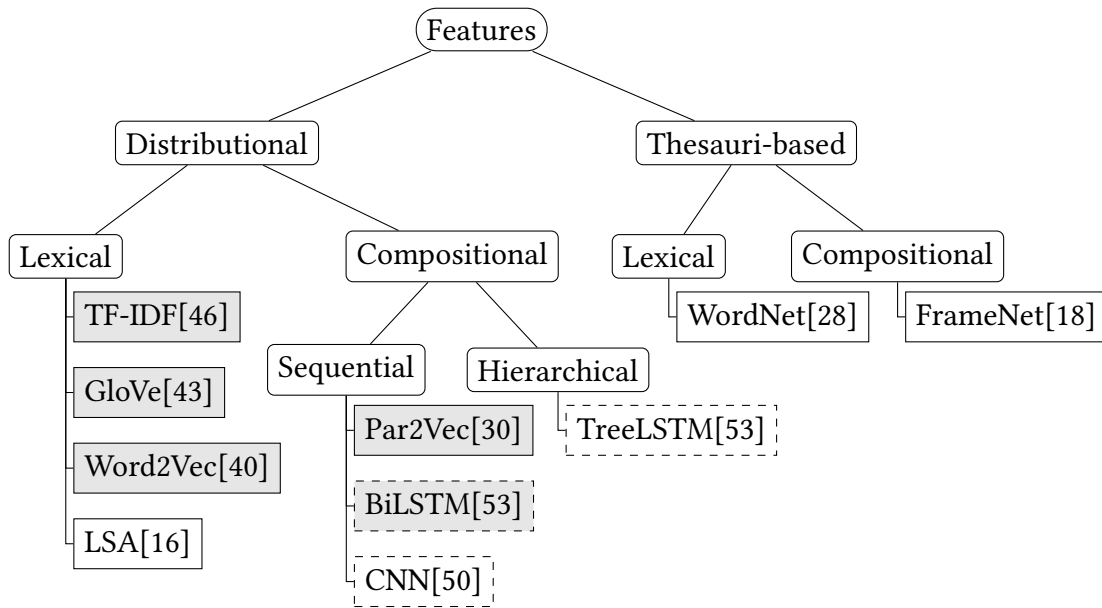 Features
Distributional
Thesauri-based
Lexical
Compositional
Lexical
Compositional
TF-IDF[46]
WordNet[28]
FrameNet[18]
Sequential
Hierarchical
GloVe[43]
Par2Vec[30]
TreeLSTM[53]
Word2Vec[40]
BiLSTM[53]
LSA[16]
CNN[50]